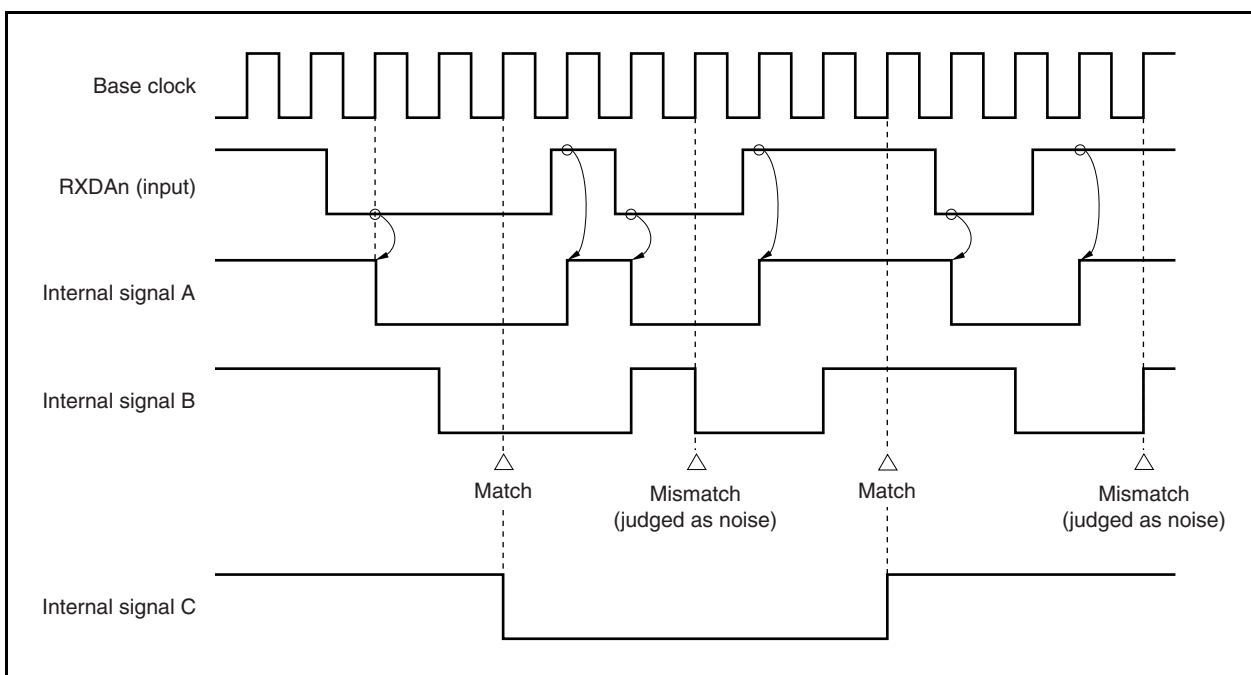 Base clock
RXDAn (input)
Internal signal A
Internal signal B
Match
Mismatch
(judged as noise)
Match
Mismatch
(judged as noise)
Internal signal C